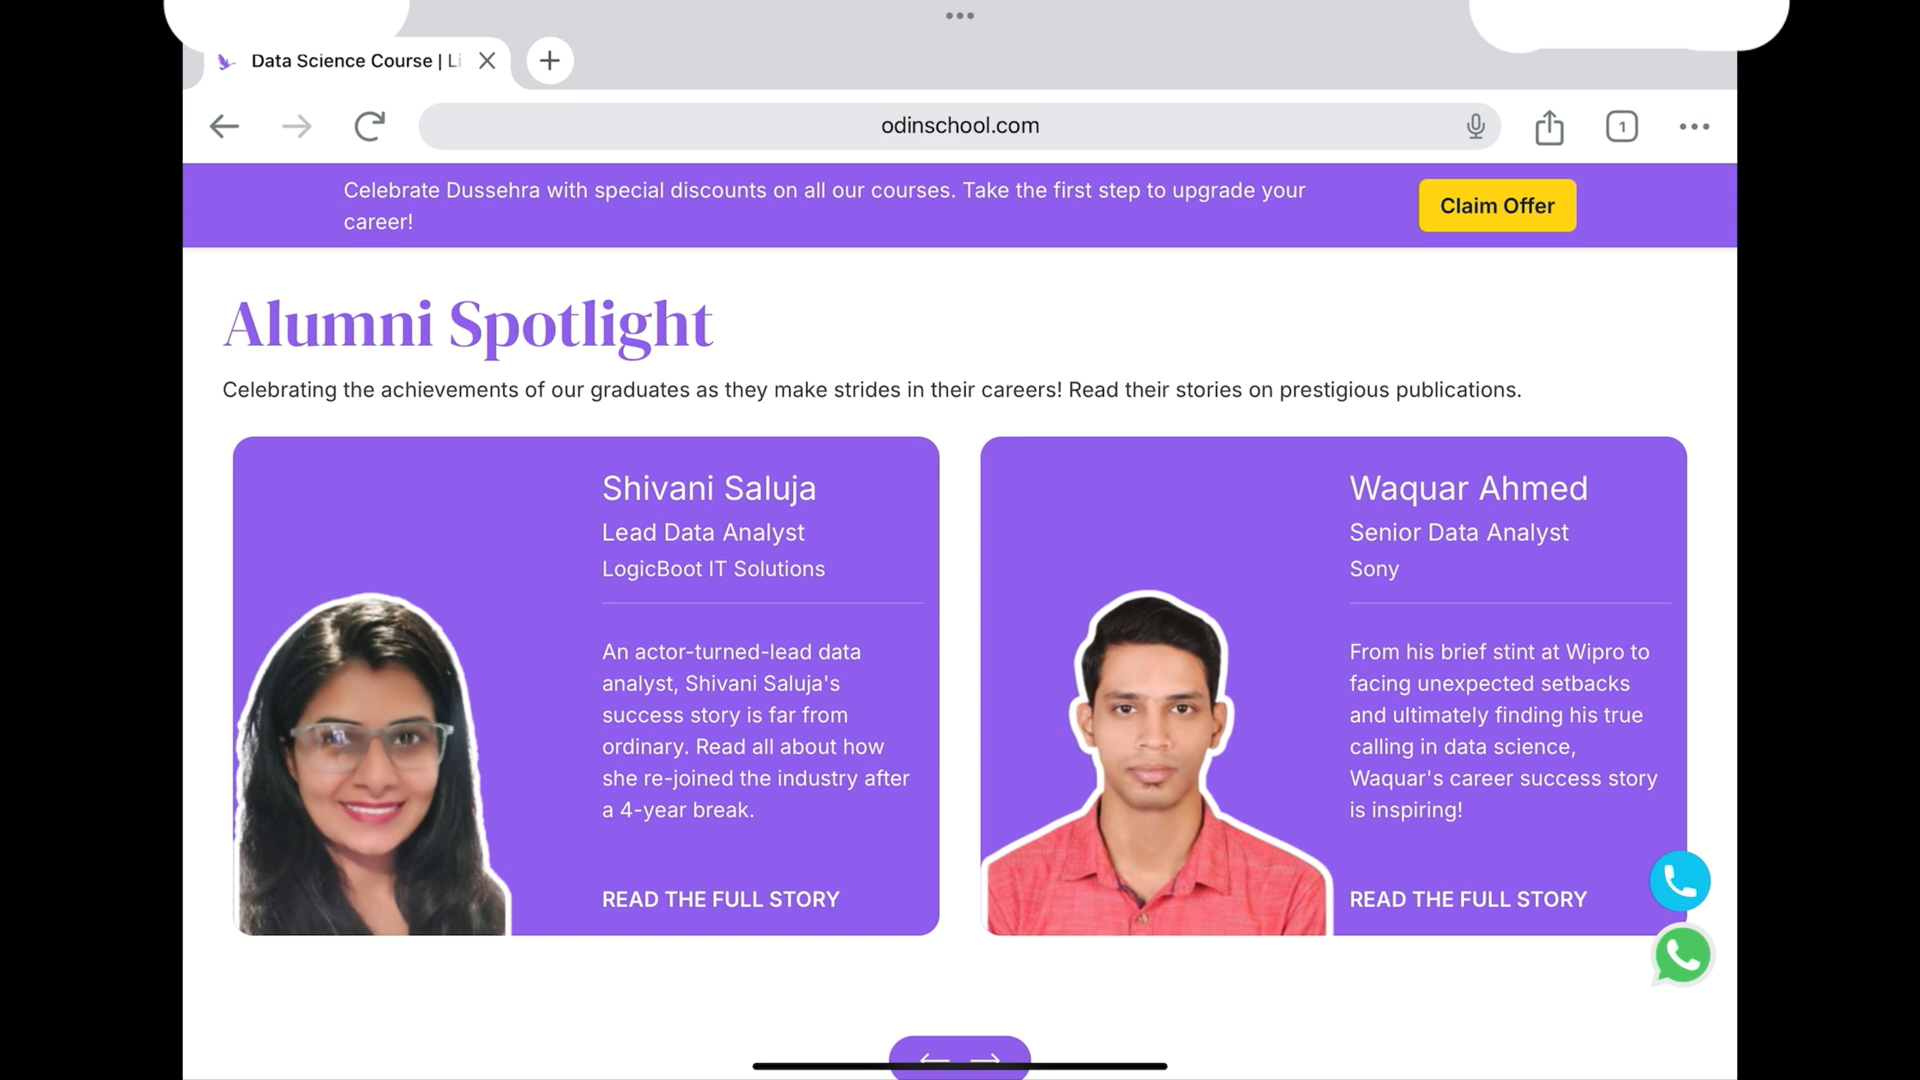 Data Science Course | Li
odinschool.com
1
Celebrate Dussehra with special discounts on all our courses. Take the first step to upgrade your
career!
Claim Offer
Alumni Spotlight
Celebrating the achievements of our graduates as they make strides in their careers! Read their stories on prestigious publications.
Shivani Saluja
Lead Data Analyst
LogicBoot IT Solutions
An actor-turned-lead data
analyst, Shivani Saluja's
success story is far from
ordinary. Read all about how
she re-joined the industry after
a 4-year break.
READ THE FULL STORY
Waquar Ahmed
Senior Data Analyst
Sony
From his brief stint at Wipro to
facing unexpected setbacks
and ultimately finding his true
calling in data science,
Waquar's career success story
is inspiring!
READ THE FULL STORY